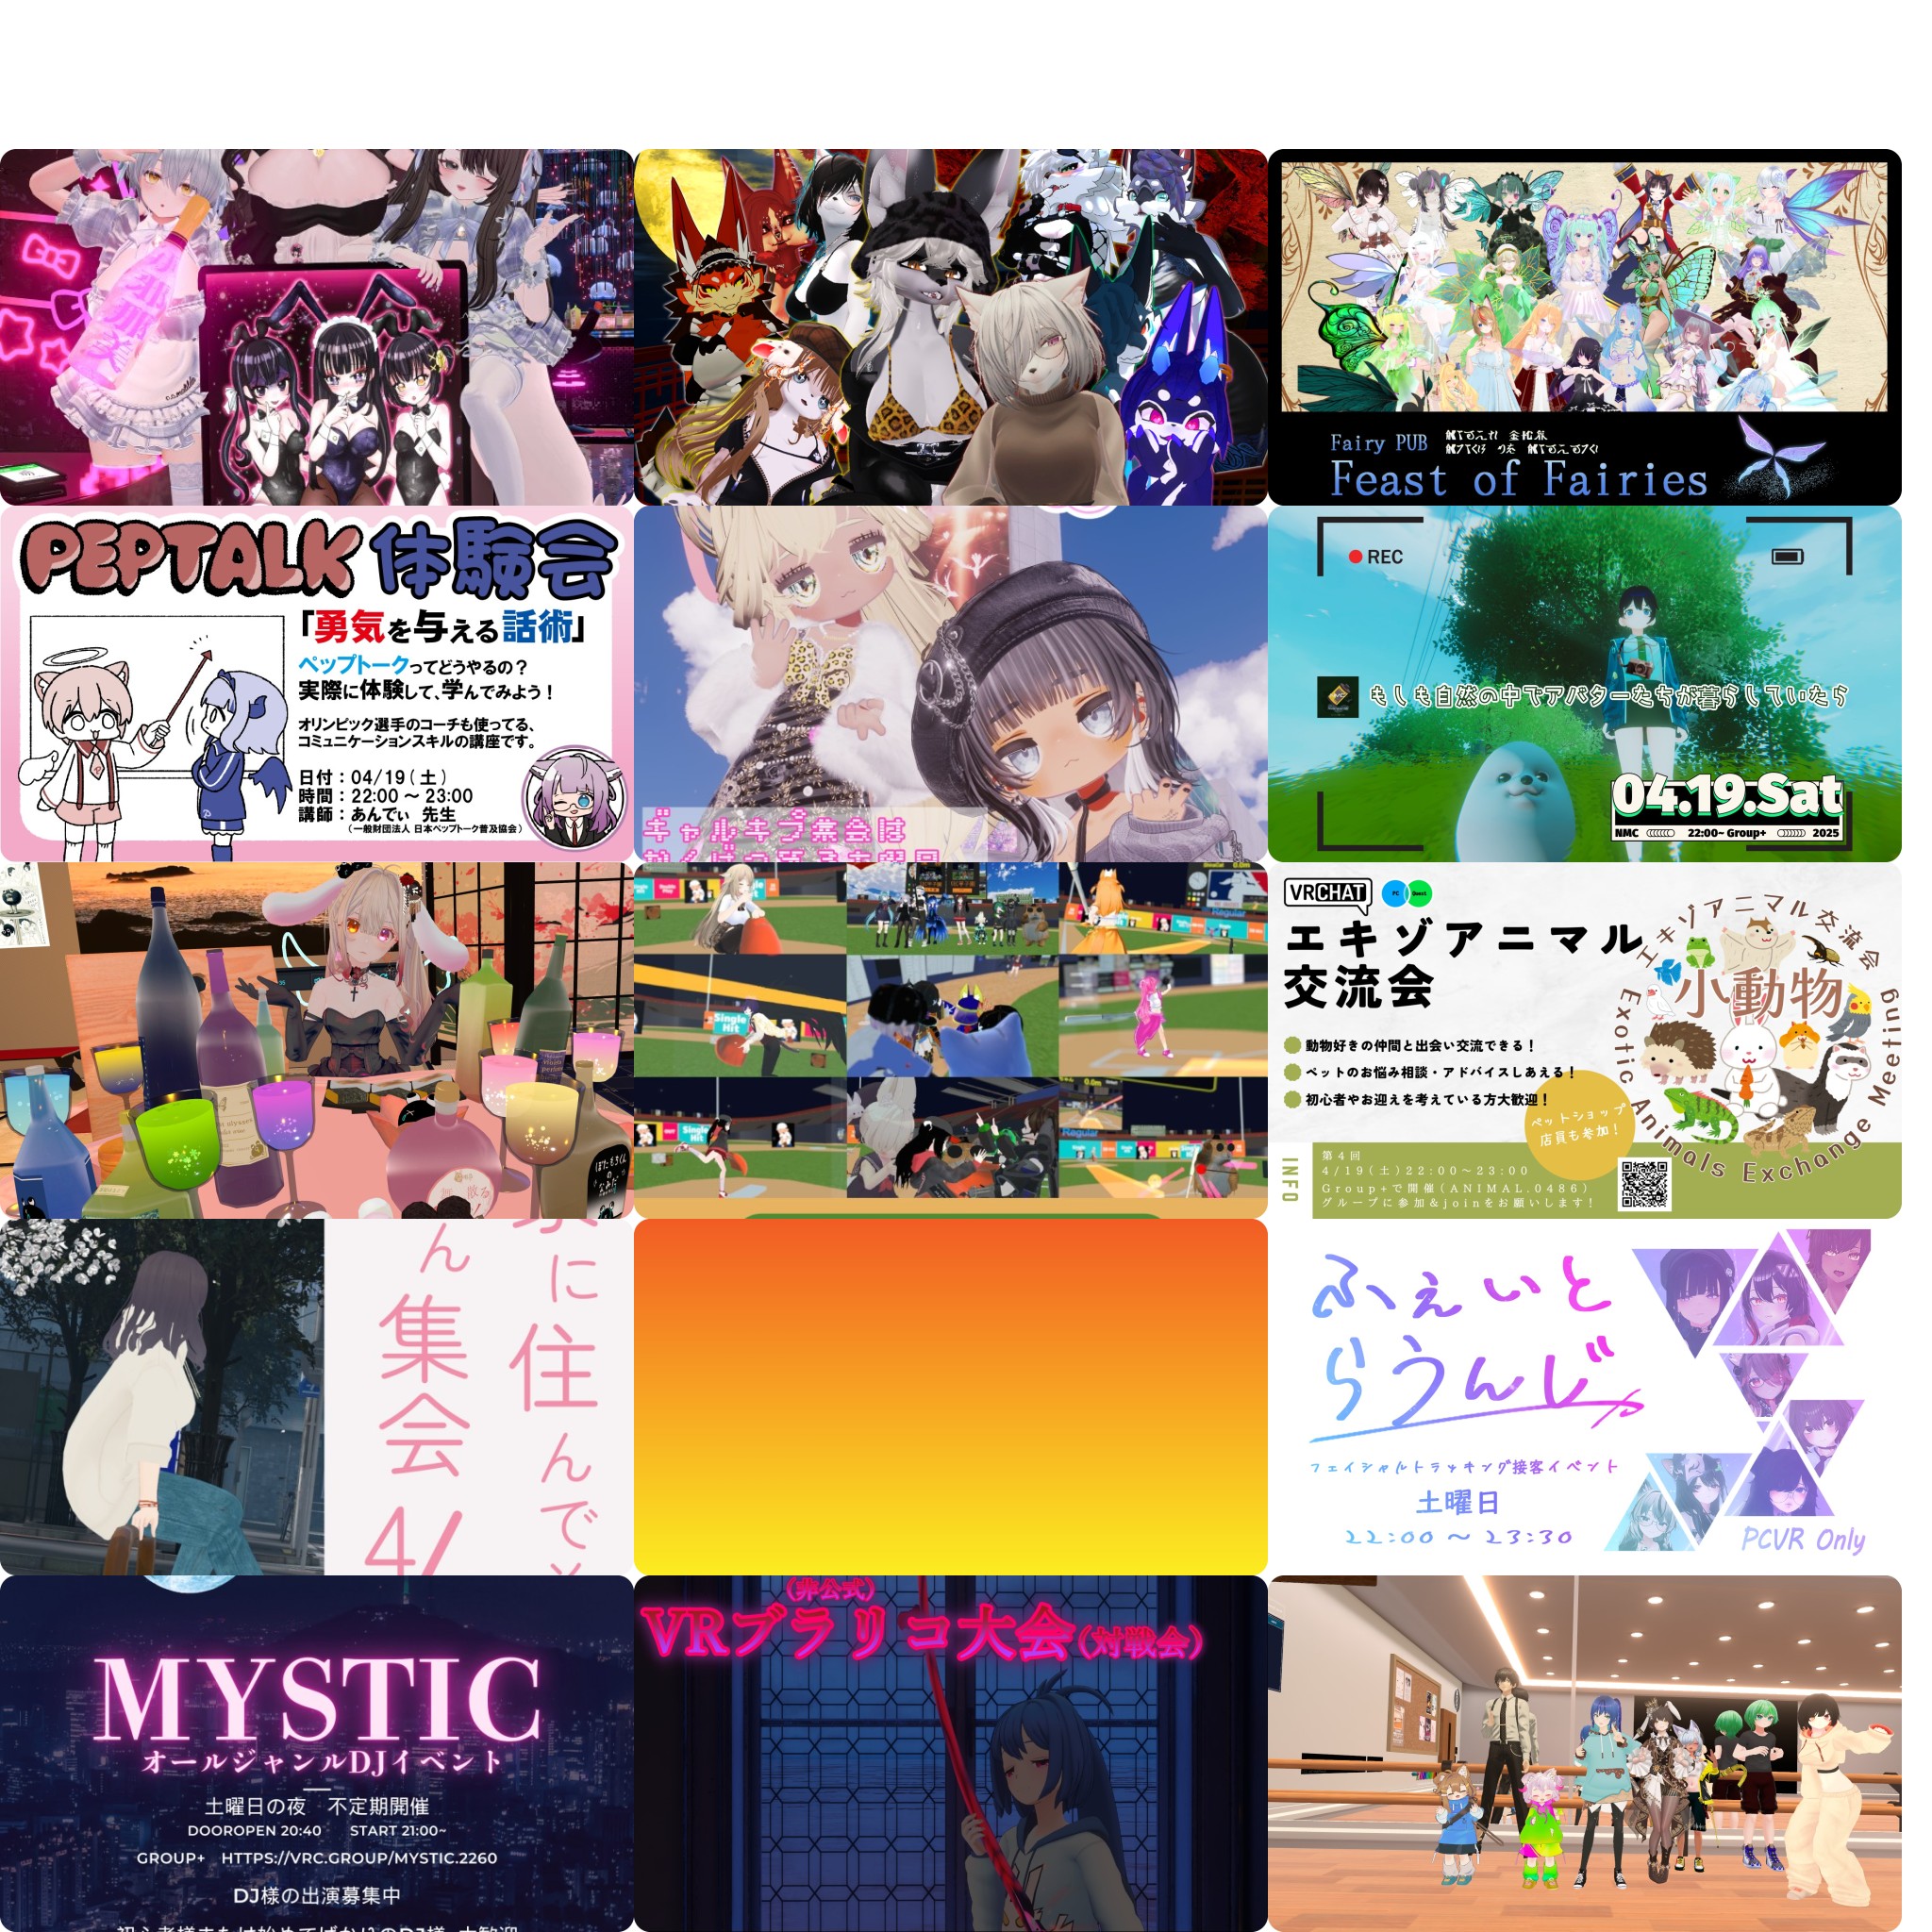 Fairy PUB
Feast of Fairies
PEPTALK 体験会
「勇気を与える話術」
ペップトークってどうやるの?
実際に体験して、学んでみよう!
オリンピック選手のコーチも使ってる、
コミュニケーションスキルの講座です。
日付:04/19(土)
時間:22:00~23:00
講師:あんでぃ 先生
(一般財団法人 日本ペップトーク普及協会)
ギャルキプ集会は
REC
もしも自然の中でアバターたちが暮らしていたら
04.19.Sat
NMC 22:00~ Group+ 2025
Single Hit
Single Hit
Regular
VRCHAT
PC Quest
エキゾアニマル
交流会
動物好きの仲間と出会い交流できる!
ペットのお悩み相談・アドバイスしあえる!
初心者やお迎えを考えている方大歓迎!
エキゾアニマル交流会
小動物
Exotic Animals Exchange Meeting
ペットショップ
店員も参加!
INFO
第4回
4/19(土)22:00~23:00
Group+で開催(ANIMAL.0486)
グループに参加&joinをお願いします!
に住んで
ん集会 4/
ふぇいと
らうんじ
フェイシャルトラッキング接客イベント
土曜日
22:00 ~ 23:30
PCVR Only
MYSTIC
オールジャンルDJイベント
土曜日の夜 不定期開催
DOOROPEN 20:40 START 21:00~
GROUP+ HTTPS://VRC.GROUP/MYSTIC.2260
DJ様の出演募集中
(非公式)
VRブラリコ大会(対戦会)